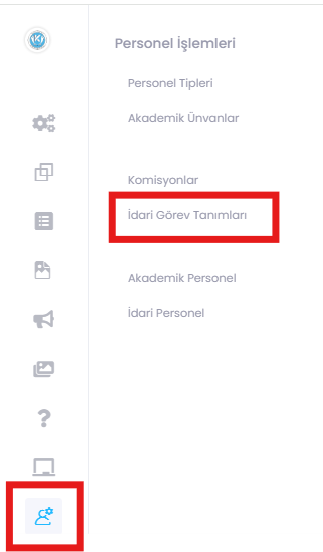 Personel İşlemleri
Personel Tipleri
Akademik Ünvanlar
Komisyonlar
İdari Görev Tanımları
Akademik Personel
İdari Personel